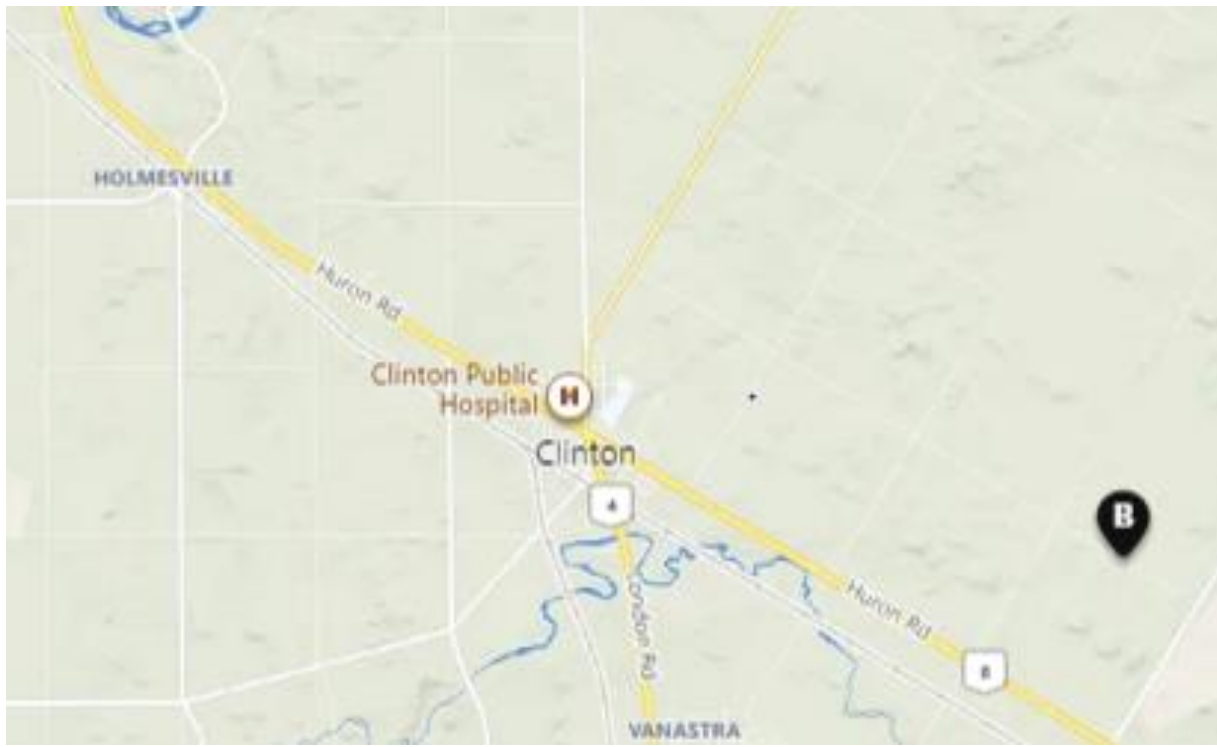 HOLMESVILLE
Huron Rd
Clinton Public
Hospital
H
Clinton
4
B
London Rd
Huron Rd
8
VANASTRA